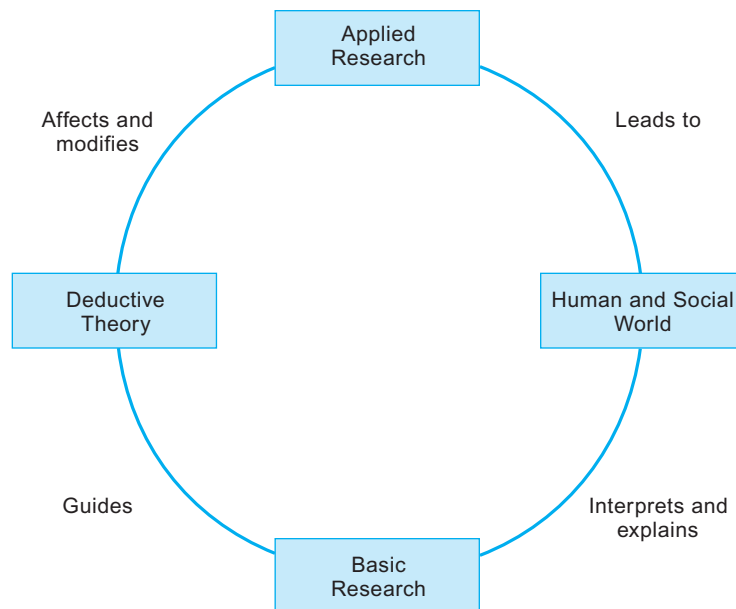 Applied
Research
Affects and
modifies
Leads to
Deductive
Theory
Human and Social
World
Guides
Interprets and
explains
Basic
Research